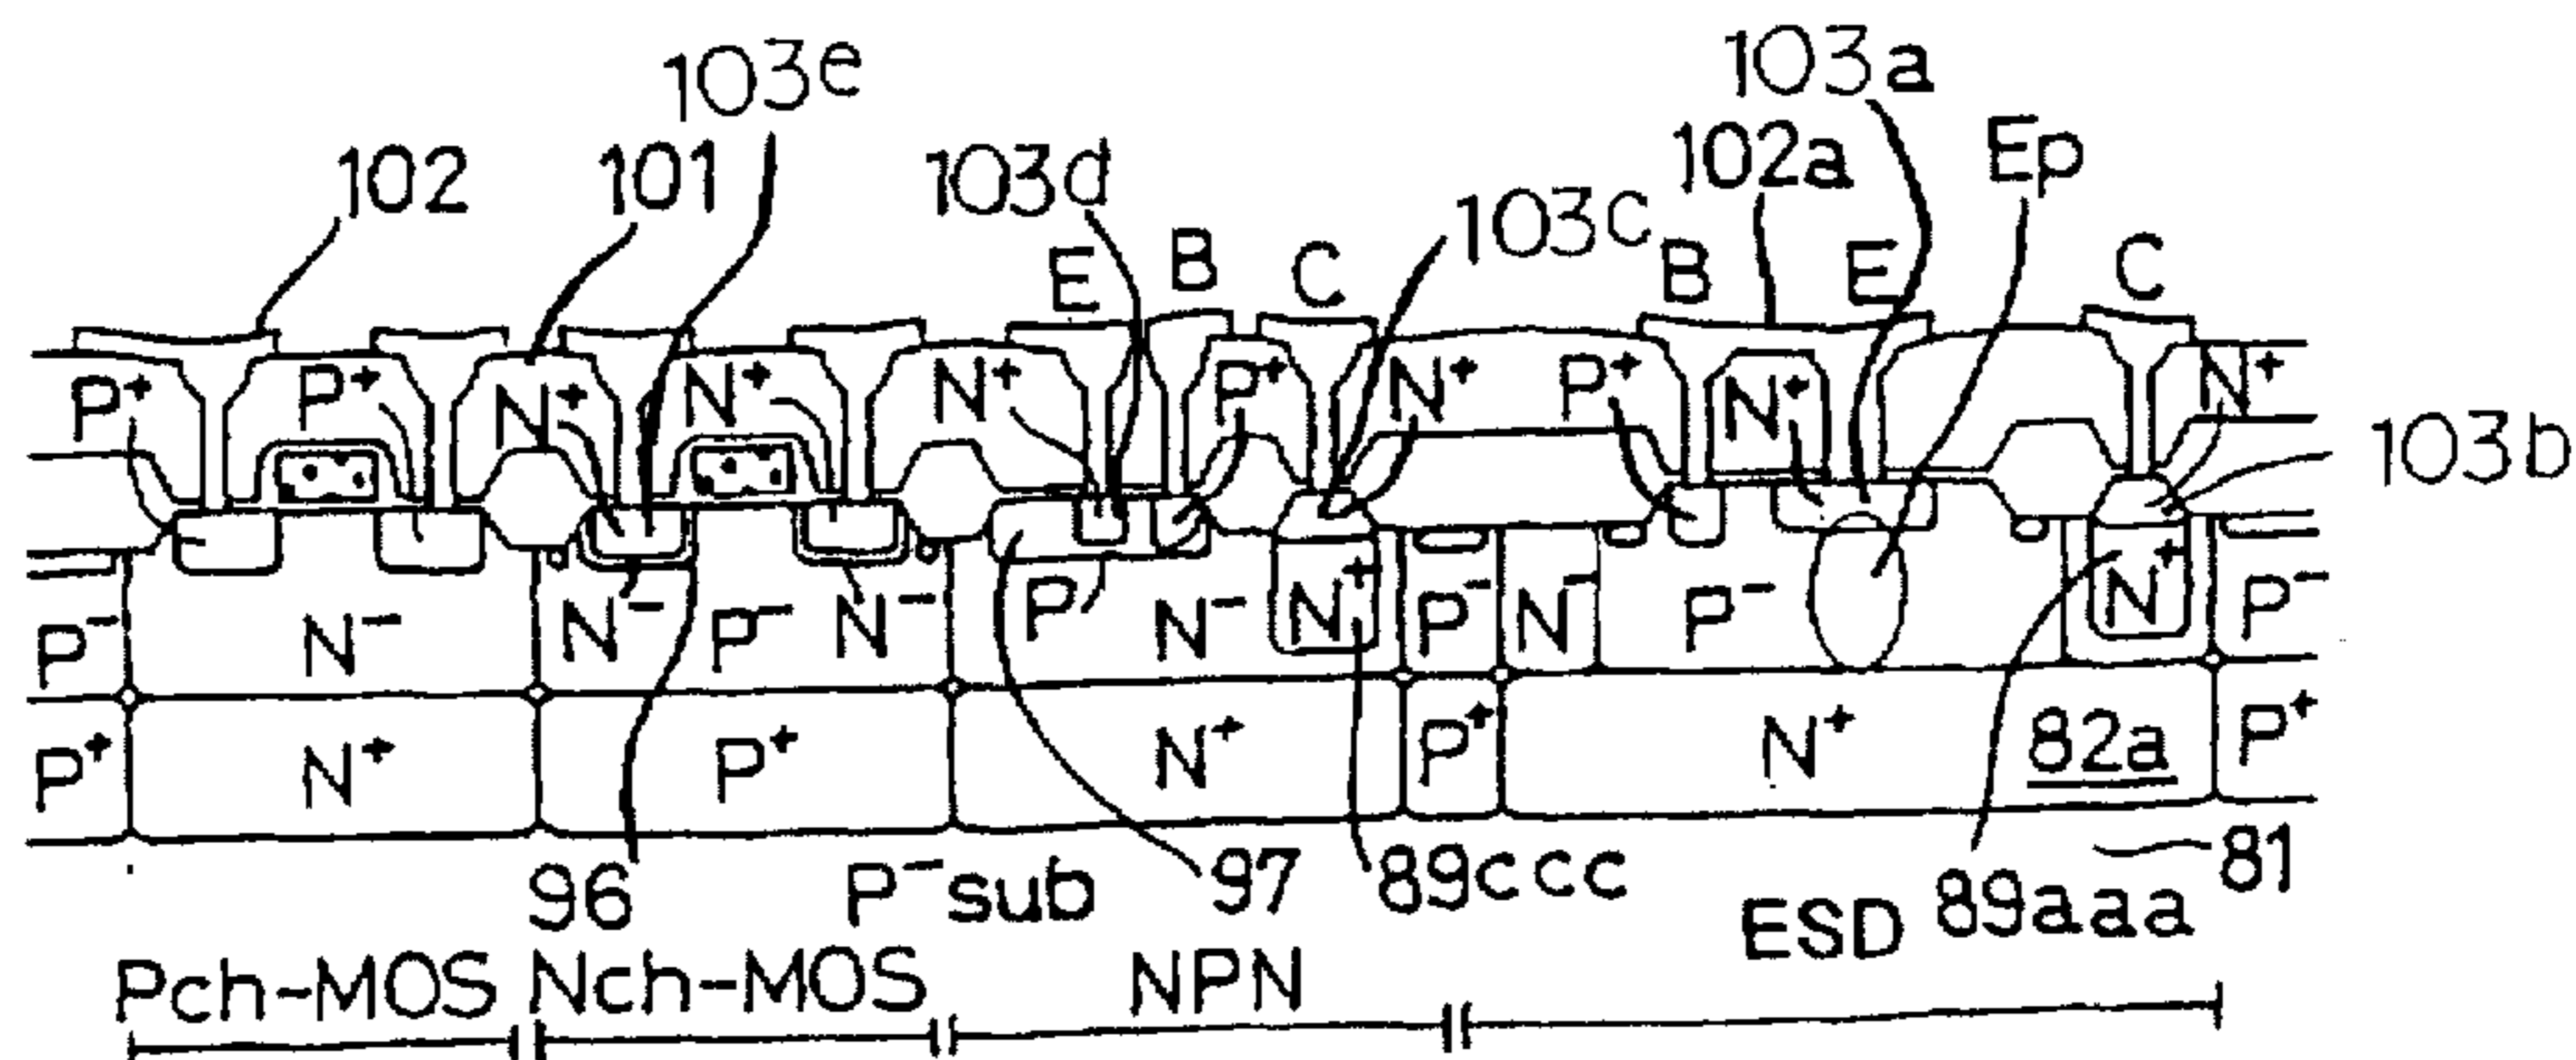 103e 103a
102 101 103d 102a Ep
103c
E B C B E C
P+ P+ N+ N+ N+ P+ N+ P+ N+ N+
103b
P- N- N- P- N- P N- N+ P- N- P- N+ P-
P+ N+ P+ N+ P+ N+ 82a P+
96 P-sub 97 89ccc ESD 89aaa 81
Pch-MOS Nch-MOS NPN